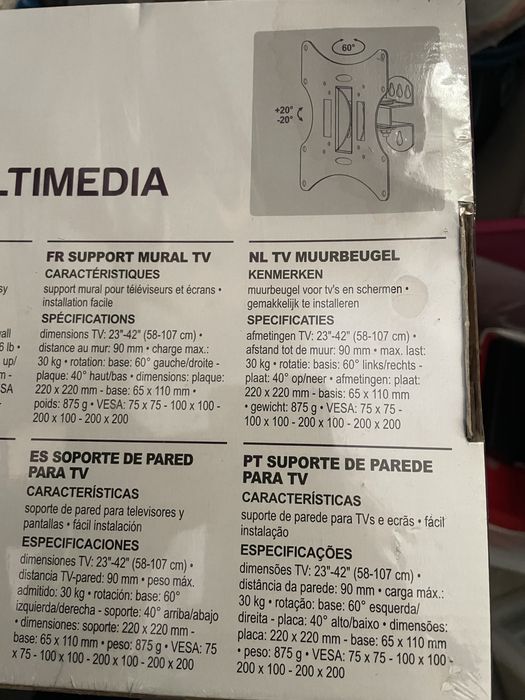 60°
+20°
-20°
LTIMEDIA
FR SUPPORT MURAL TV
CARACTÉRISTIQUES
support mural pour téléviseurs et écrans •
installation facile
SPÉCIFICATIONS
dimensions TV: 23"-42" (58-107 cm) •
distance au mur: 90 mm • charge max.:
30 kg • rotation: base: 60° gauche/droite -
plaque: 40° haut/bas • dimensions: plaque:
220 x 220 mm - base: 65 x 110 mm •
poids: 875 g • VESA: 75 x 75 - 100 x 100 -
200 x 100 - 200 x 200
NL TV MUURBEUGEL
KENMERKEN
muurbeugel voor tv's en schermen •
gemakkelijk te installeren
SPECIFICATIES
afmetingen TV: 23"-42" (58-107 cm) •
afstand tot de muur: 90 mm • max. last:
30 kg • rotatie: basis: 60° links/rechts -
plaat: 40° op/neer • afmetingen: plaat:
220 x 220 mm - basis: 65 x 110 mm
• gewicht: 875 g • VESA: 75 x 75 -
100 x 100 - 200 x 100 - 200 x 200
sy
all
6 lb •
up/
m -
SA
-
ES SOPORTE DE PARED
PARA TV
CARACTERÍSTICAS
soporte de pared para televisores y
pantallas • fácil instalación
ESPECIFICACIONES
dimensiones TV: 23"-42" (58-107 cm) •
distancia TV-pared: 90 mm • peso máx.
admitido: 30 kg • rotación: base: 60°
izquierda/derecha - soporte: 40° arriba/abajo
• dimensiones: soporte: 220 x 220 mm -
base: 65 x 110 mm • peso: 875 g • VESA: 75
x 75 - 100 x 100 - 200 x 100 - 200 x 200
PT SUPORTE DE PAREDE
PARA TV
CARACTERÍSTICAS
suporte de parede para TVs e ecrãs • fácil
instalação
ESPECIFICAÇÕES
dimensões TV: 23"-42" (58-107 cm) •
distância da parede: 90 mm • carga máx.:
30 kg • rotação: base: 60° esquerda/
direita - placa: 40° alto/baixo • dimensões:
placa: 220 x 220 mm - base: 65 x 110 mm
• peso: 875 g • VESA: 75 x 75 - 100 x 100 -
200 x 100 - 200 x 200